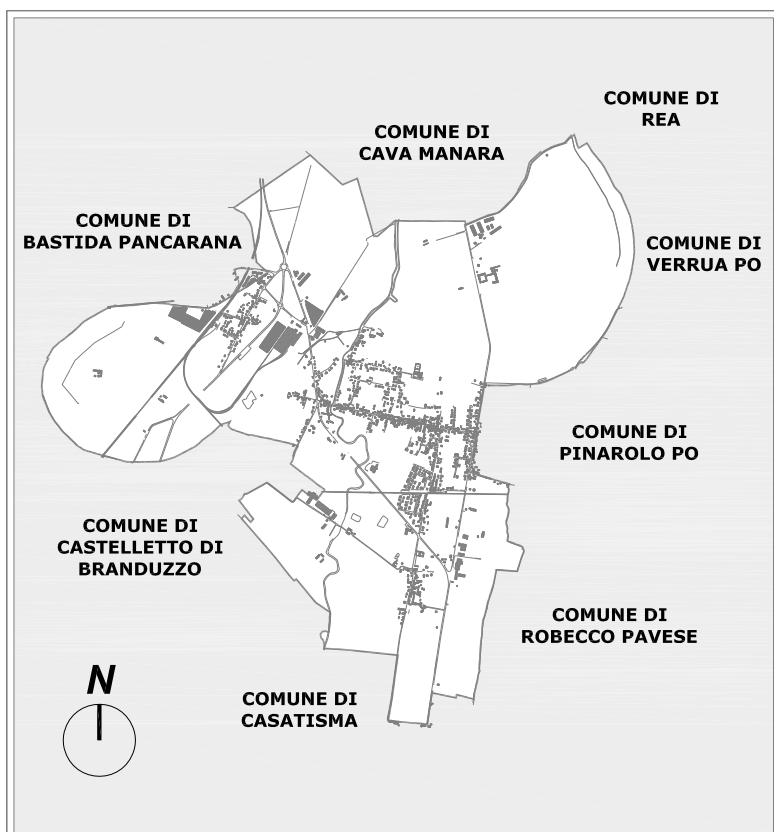 COMUNE DI
REA
COMUNE DI
CAVA MANARA
COMUNE DI
BASTIDA PANCARANA
COMUNE DI
VERRUA PO
COMUNE DI
PINAROLO PO
COMUNE DI
CASTELLETTO DI
BRANDUZZO
COMUNE DI
ROBECCO PAVESE
COMUNE DI
CASATISMA
N